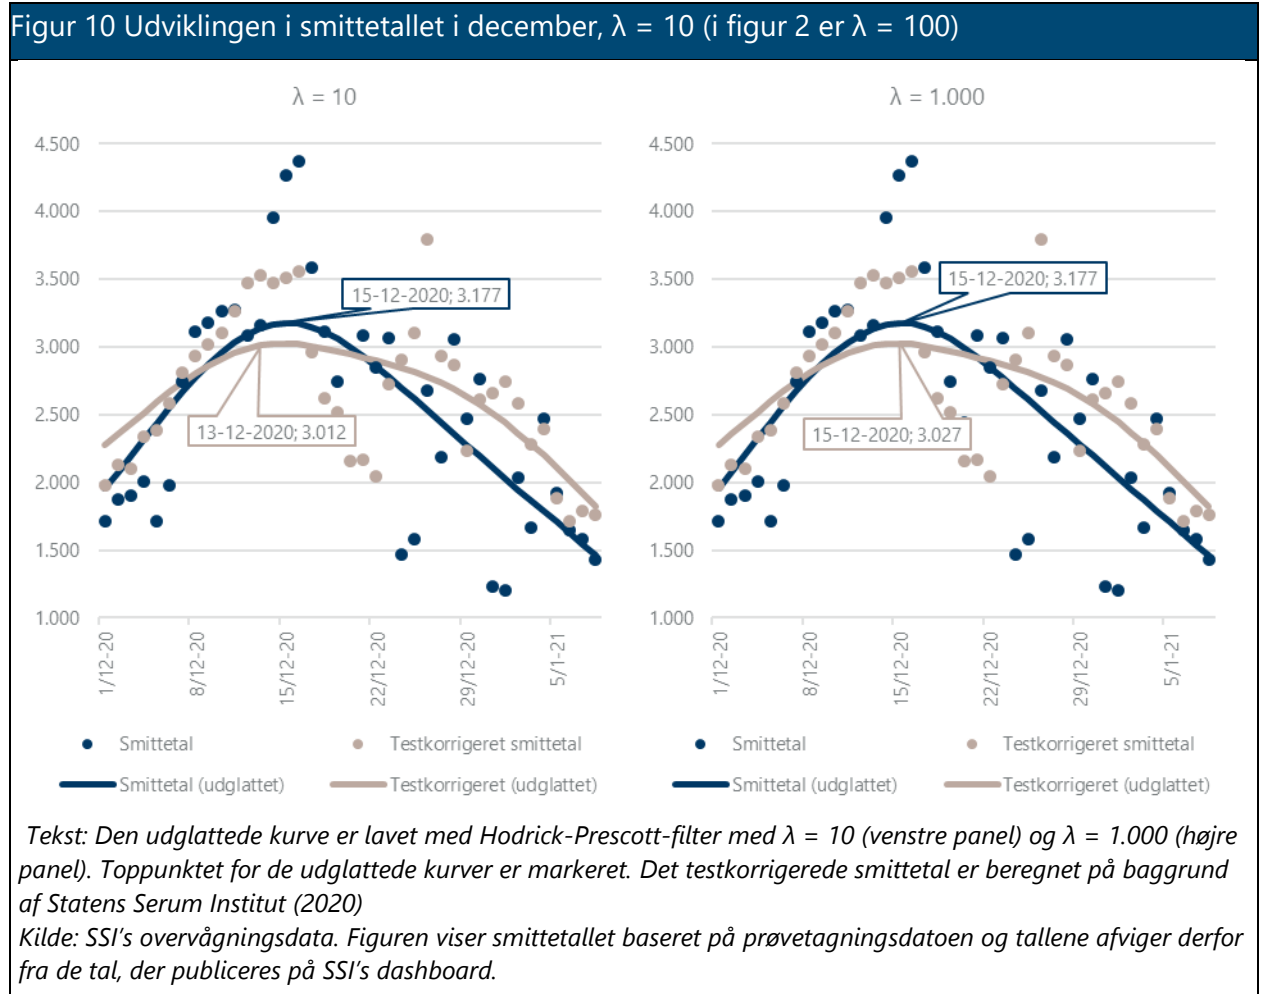 Figur 10 Udviklingen i smittetallet i december, λ = 10 (i figur 2 er λ = 100)
λ = 10
4.500
4.000
3.500
3.000
2.500
2.000
1.500
1.000
15-12-2020; 3.177
13-12-2020; 3.012
1/12-20
8/12-20
15/12-20
22/12-20
29/12-20
5/1-21
Smittetal
Testkorrigeret smittetal
Smittetal (udglattet)
Testkorrigeret (udglattet)
λ = 1.000
4.500
4.000
3.500
3.000
2.500
2.000
1.500
1.000
15-12-2020; 3.177
15-12-2020; 3.027
1/12-20
8/12-20
15/12-20
22/12-20
29/12-20
5/1-21
Smittetal
Testkorrigeret smittetal
Smittetal (udglattet)
Testkorrigeret (udglattet)
Tekst: Den udglattede kurve er lavet med Hodrick-Prescott-filter med λ = 10 (venstre panel) og λ = 1.000 (højre
panel). Toppunktet for de udglattede kurver er markeret. Det testkorrigerede smittetal er beregnet på baggrund
af Statens Serum Institut (2020)
Kilde: SSI’s overvågningsdata. Figuren viser smittetallet baseret på prøvetagningsdatoen og tallene afviger derfor
fra de tal, der publiceres på SSI’s dashboard.